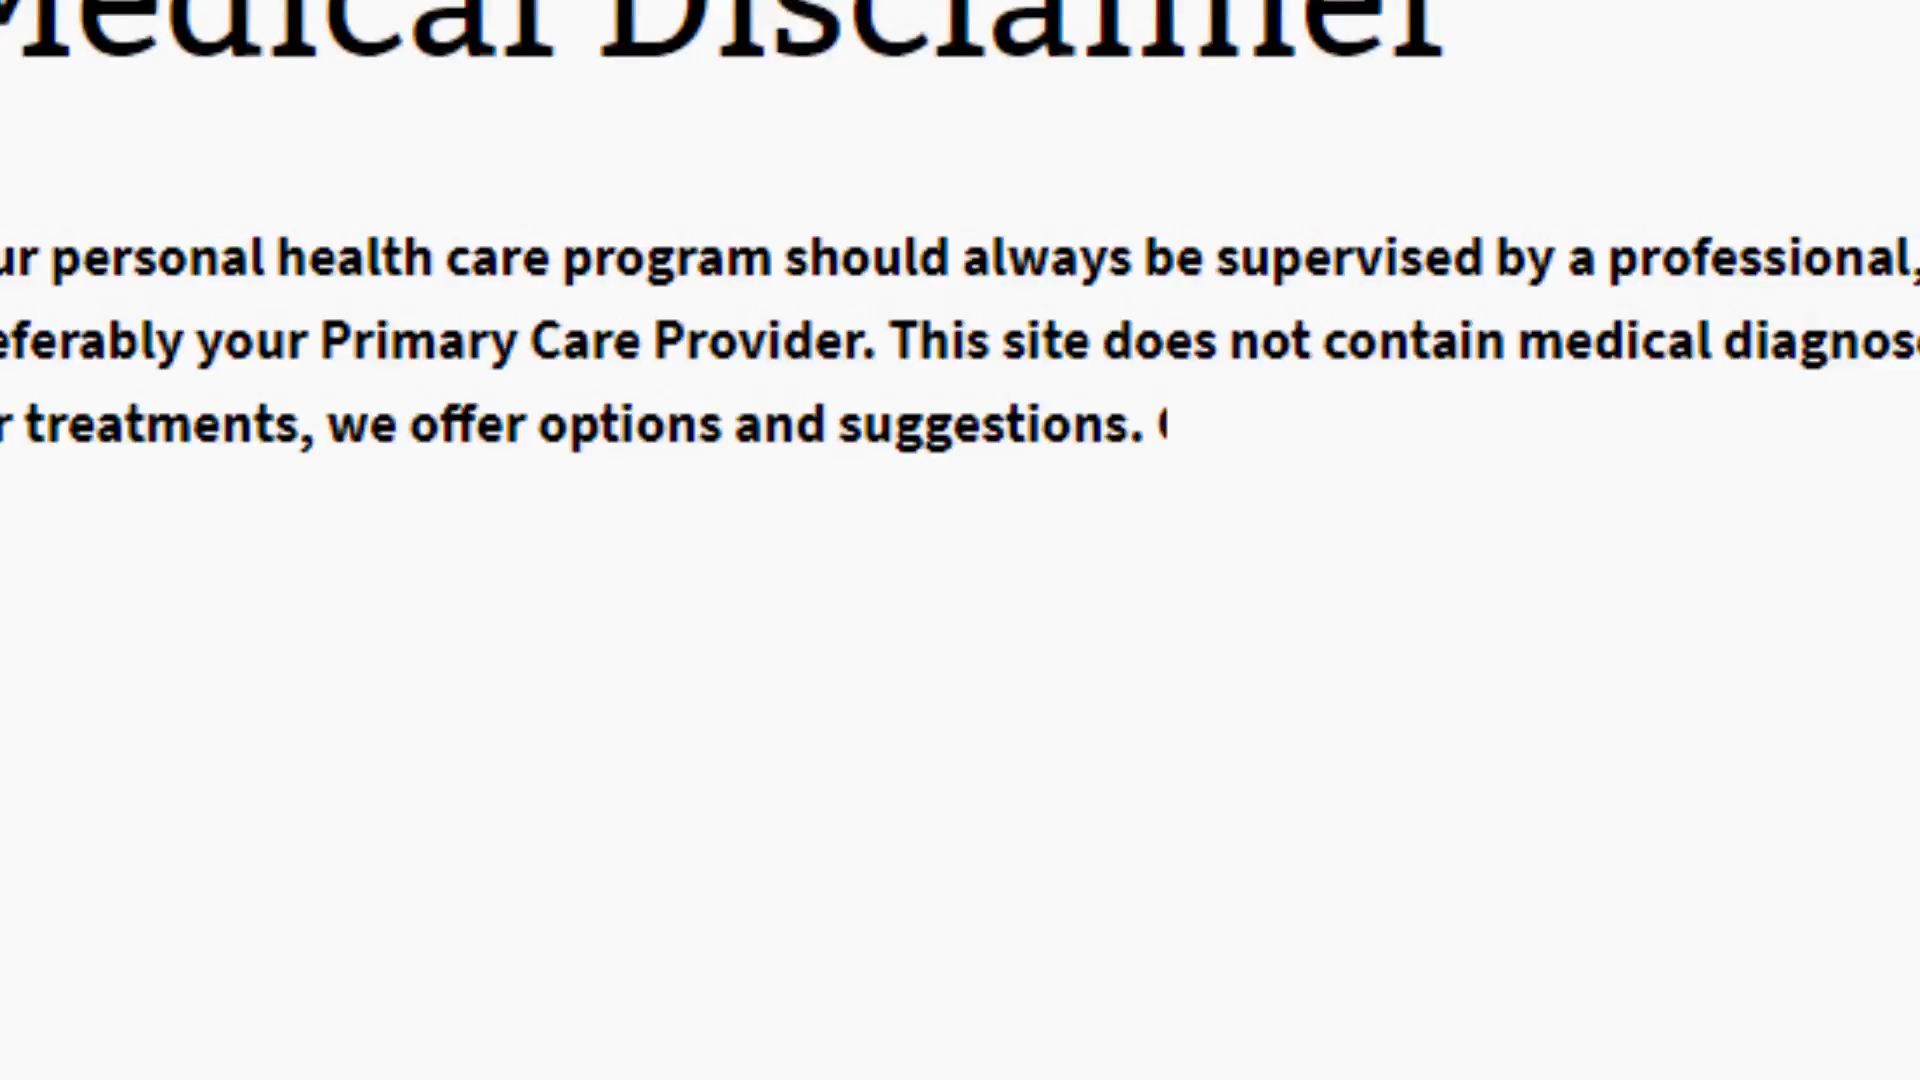 Medical Disclaimer
ur personal health care program should always be supervised by a professional,
eferably your Primary Care Provider. This site does not contain medical diagnose
r treatments, we offer options and suggestions.